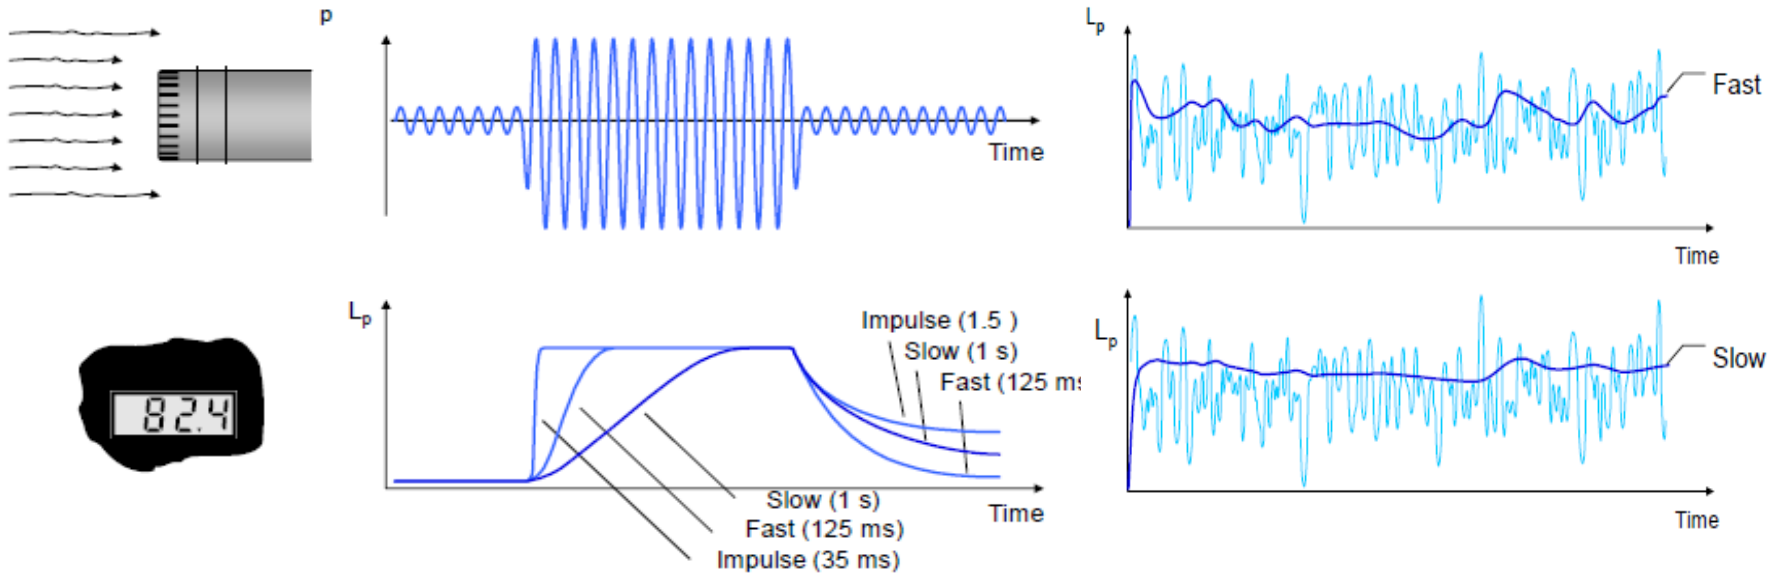 p
Time
Lp
Fast
Time
82.4
Lp
Impulse (1.5 )
Slow (1 s)
Fast (125 ms
Slow (1 s)
Fast (125 ms)
Impulse (35 ms)
Time
Lp
Slow
Time